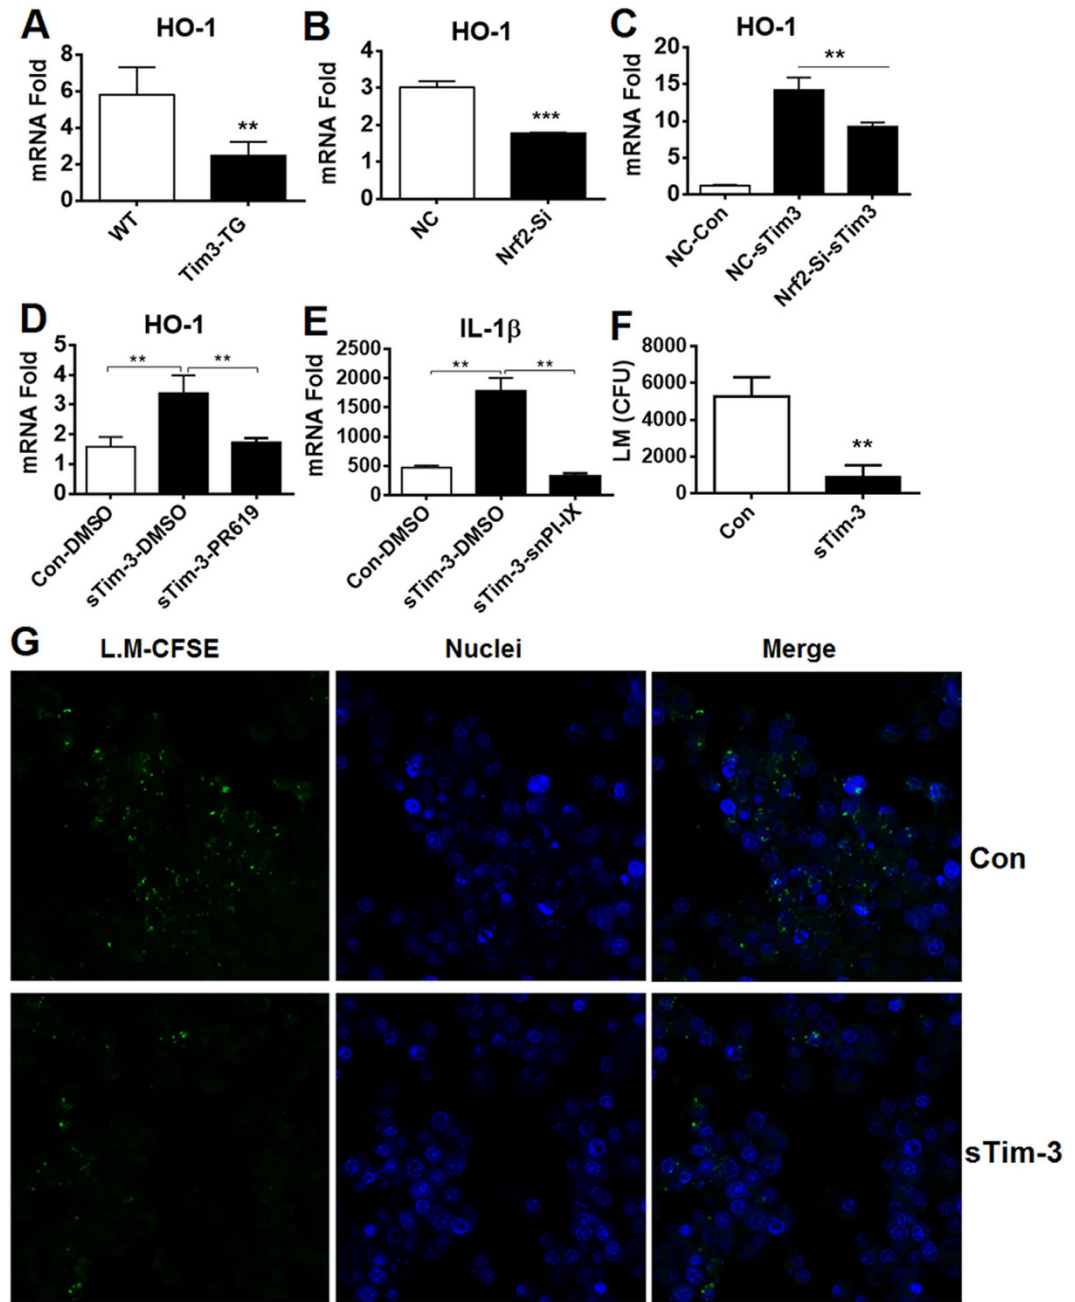 A
HO-1
mRNA Fold
8
6
4
2
0
**
WT
Tim3-TG
B
HO-1
mRNA Fold
4
3
2
1
0
***
NC
Nrf2-Si
C
HO-1
mRNA Fold
20
15
10
5
0
**
NC-Con
NC-sTim3
Nrf2-Si-sTim3
D
HO-1
mRNA Fold
5
4
3
2
1
0
**
**
Con-DMSO
sTim-3-DMSO
sTim-3-PR619
E
IL-1β
mRNA Fold
2500
2000
1500
1000
500
0
**
**
Con-DMSO
sTim-3-DMSO
sTim-3-snPI-IX
F
LM (CFU)
8000
6000
4000
2000
0
**
Con
sTim-3
G
L.M-CFSE
Nuclei
Merge
Con
sTim-3